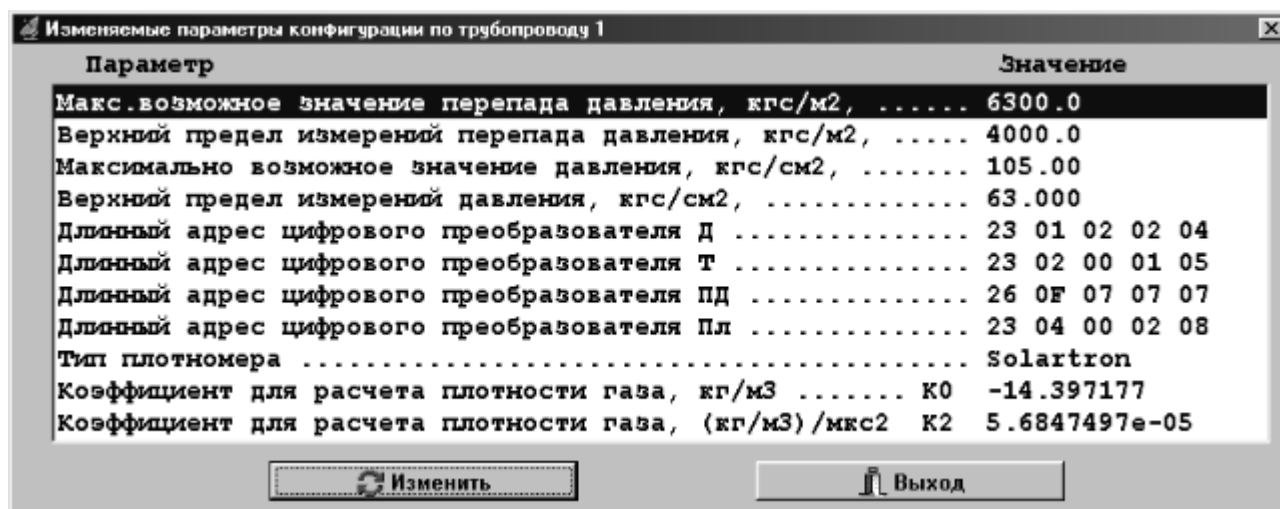 Изменяемые параметры конфигурации по трубопроводу 1
Параметр Значение
Макс.возможное значение перепада давления, кгс/м2, ...... 6300.0
Верхний предел измерений перепада давления, кгс/м2, ..... 4000.0
Максимально возможное значение давления, кгс/см2, ....... 105.00
Верхний предел измерений давления, кгс/см2, ............. 63.000
Длинный адрес цифрового преобразователя Д ............... 23 01 02 02 04
Длинный адрес цифрового преобразователя Т ............... 23 02 00 01 05
Длинный адрес цифрового преобразователя ПД .............. 26 0F 07 07 07
Длинный адрес цифрового преобразователя Пл .............. 23 04 00 02 08
Тип плотномера .......................................... Solartron
Коэффициент для расчета плотности газа, кг/м3 ....... К0 -14.397177
Коэффициент для расчета плотности газа, (кг/м3)/мкс2 К2 5.6847497e-05
Изменить Выход